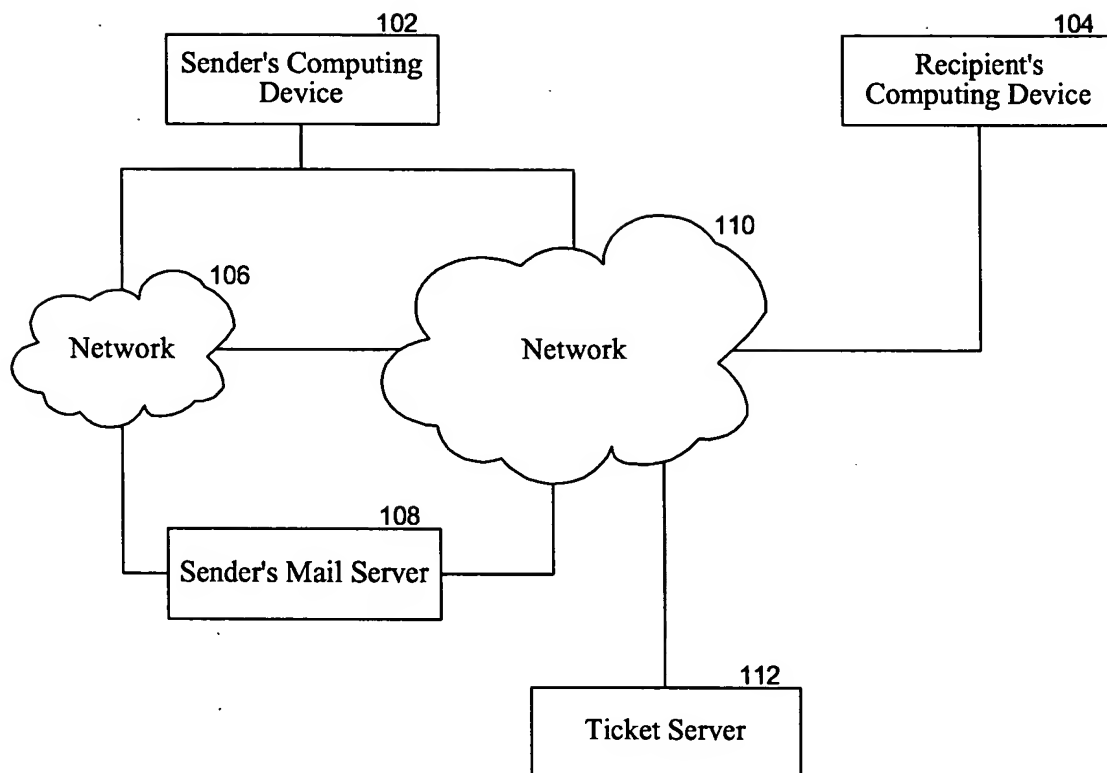 102
104
Sender's Computing
Device
Recipient's
Computing Device
110
106
Network
Network
108
Sender's Mail Server
112
Ticket Server